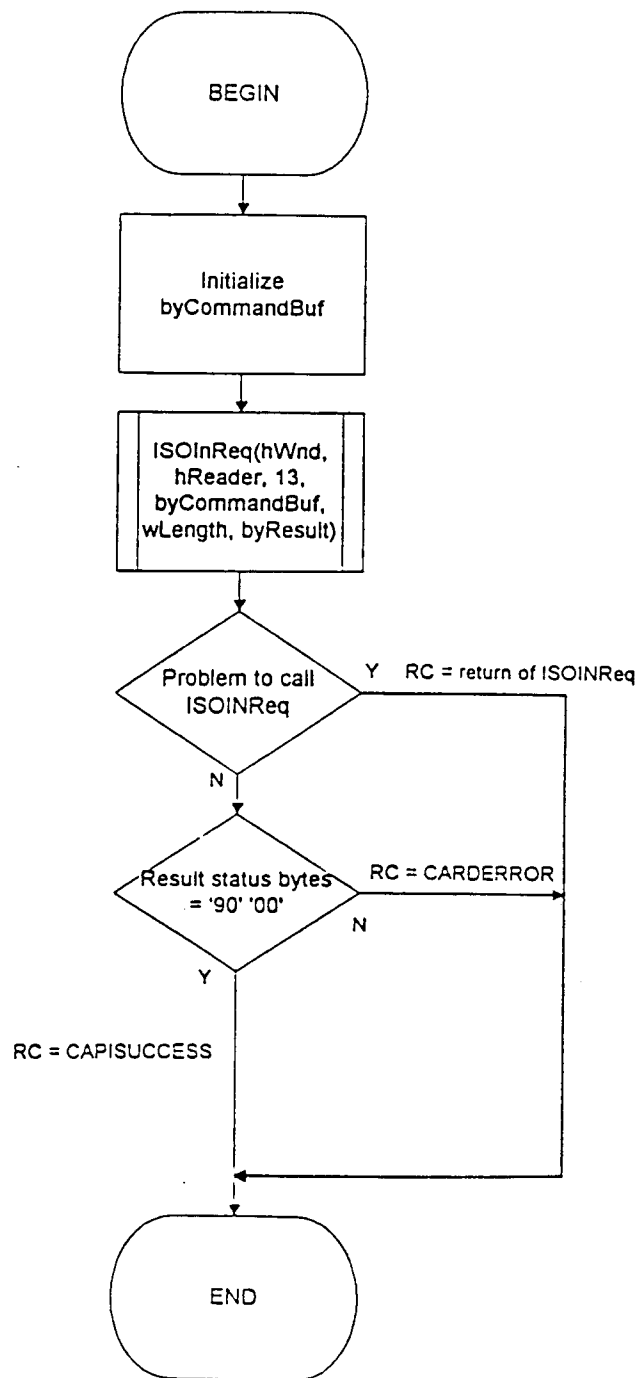 BEGIN
Initialize
byCommandBuf
ISOInReq(hWnd,
hReader, 13,
byCommandBuf,
wLength, byResult)
Problem to call
ISOINReq
Y
RC = return of ISOINReq
N
Result status bytes
= '90' '00'
RC = CARDERROR
N
Y
RC = CAPISUCCESS
END